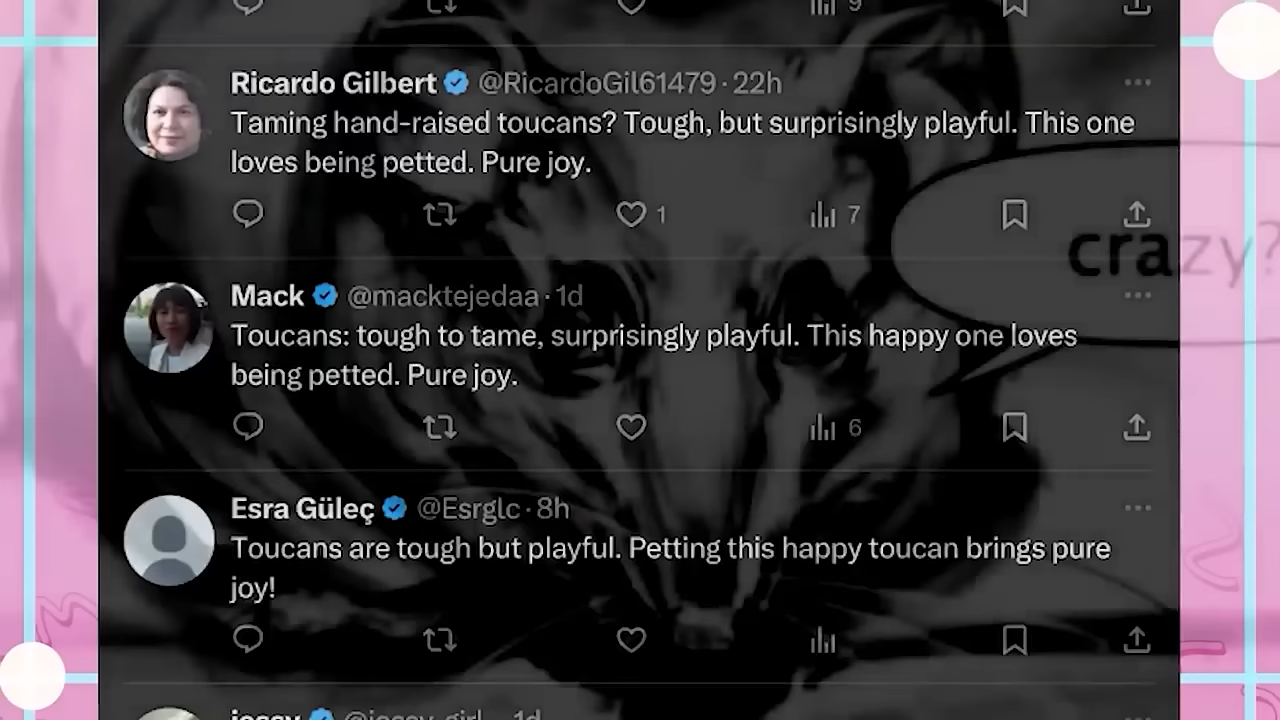 9
Ricardo Gilbert @RicardoGil61479 · 22h
Taming hand-raised toucans? Tough, but surprisingly playful. This one
loves being petted. Pure joy.
1 7
crazy?
Mack @macktejedaa · 1d
Toucans: tough to tame, surprisingly playful. This happy one loves
being petted. Pure joy.
6
Esra Güleç @Esrglc · 8h
Toucans are tough but playful. Petting this happy toucan brings pure
joy!